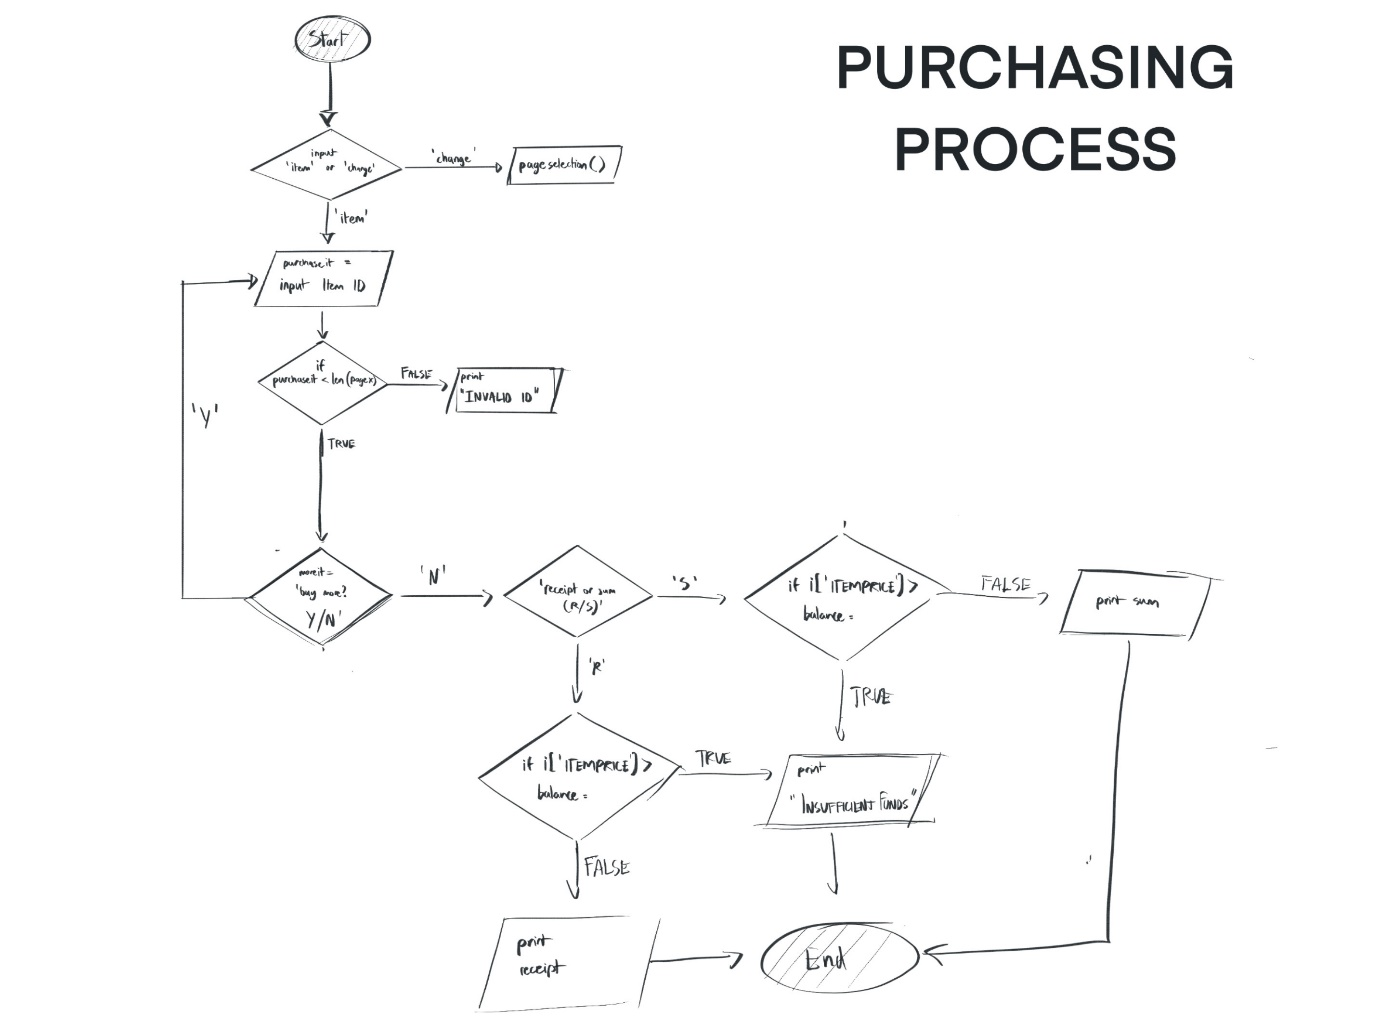 PURCHASING
PROCESS
Start
input
'item' or 'change'
'change'
pageselection()
'item'
purchaseit =
input Item ID
if
purchaseit < len(pagex)
FALSE
print
"INVALID ID"
'Y'
TRUE
moreit =
'buy more?
Y/N'
'N'
'receipt or sum
(R/S)'
'S'
if i['ITEMPRICE']>
balance =
FALSE
print sum
'R'
TRUE
if i['ITEMPRICE']>
balance =
TRUE
print
"INSUFFICIENT FUNDS"
FALSE
print
receipt
End